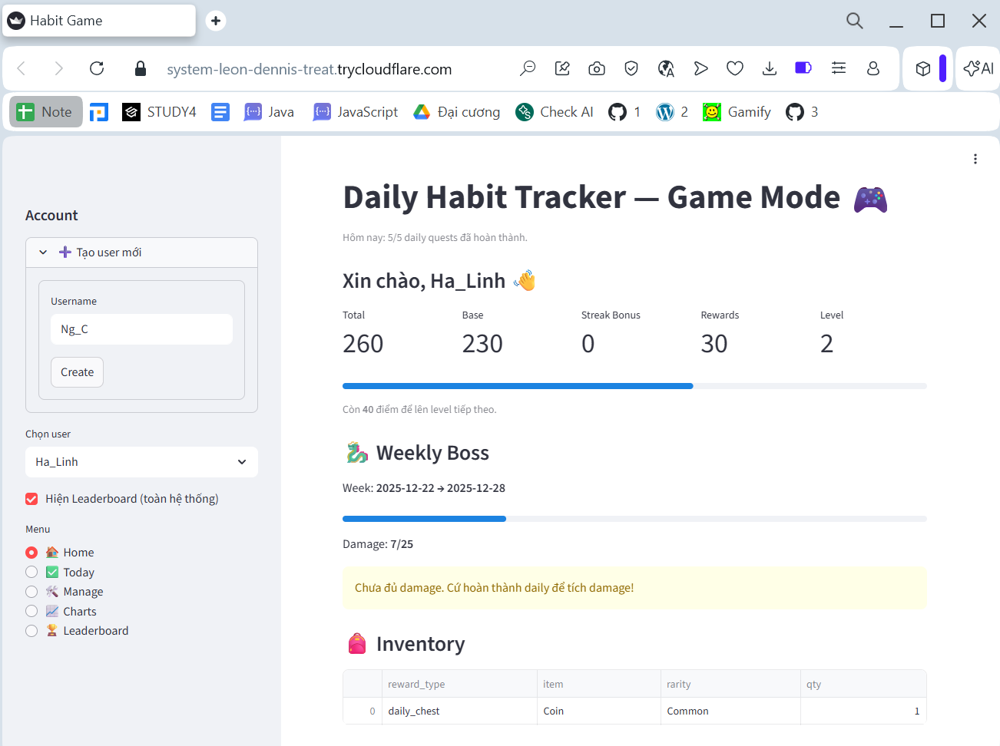 Habit Game
system-leon-dennis-treat.trycloudflare.com
AI
Note
STUDY4
Java
JavaScript
Đại cương
Check AI
1
2
Gamify
3
Account
Tạo user mới
Username
Ng_C
Create
Chọn user
Ha_Linh
Hiện Leaderboard (toàn hệ thống)
Menu
Home
Today
Manage
Charts
Leaderboard
Daily Habit Tracker — Game Mode
Hôm nay: 5/5 daily quests đã hoàn thành.
Xin chào, Ha_Linh
Total Base Streak Bonus Rewards Level
260 230 0 30 2
Còn 40 điểm để lên level tiếp theo.
Weekly Boss
Week: 2025-12-22 → 2025-12-28
Damage: 7/25
Chưa đủ damage. Cứ hoàn thành daily để tích damage!
Inventory
reward_type item rarity qty
0 daily_chest Coin Common 1